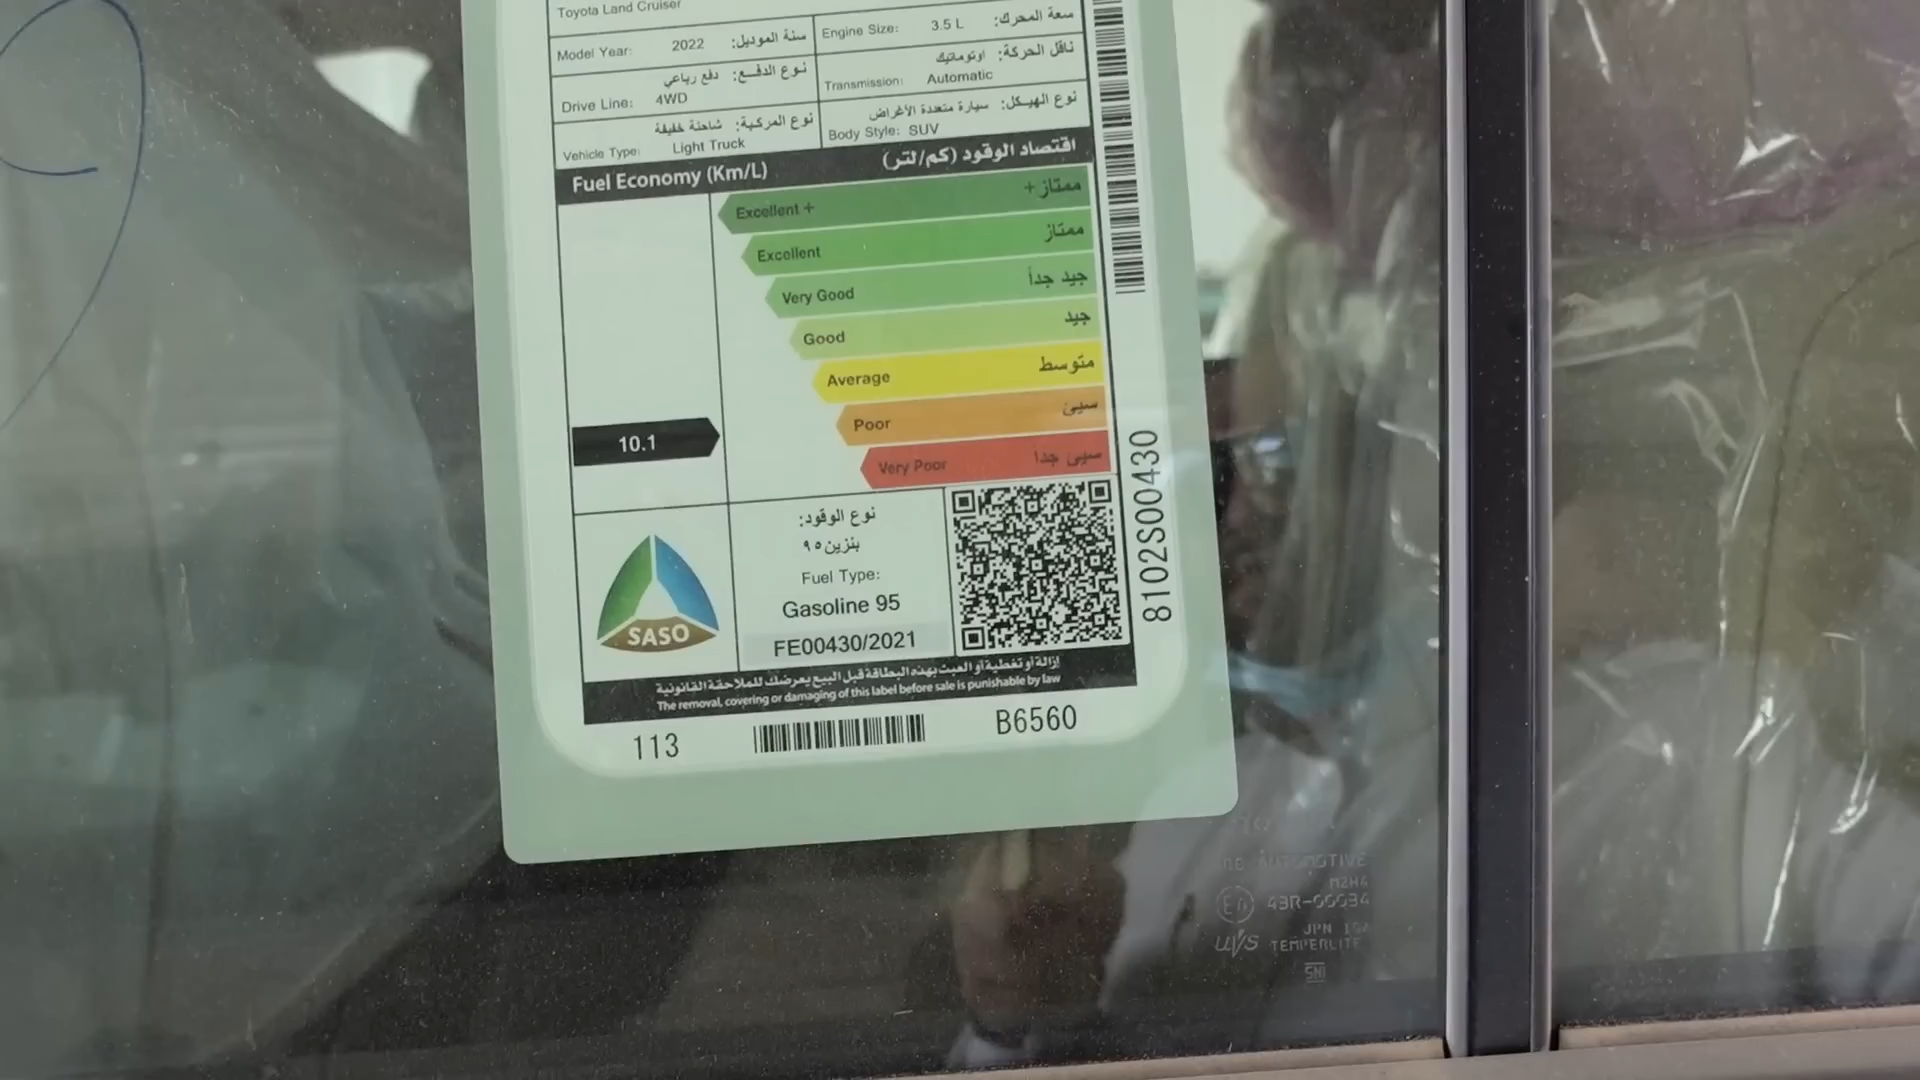 Toyota Land Cruiser
Model Year: 2022 سنة الموديل:
Engine Size: 3.5 L سعة المحرك:
Drive Line: 4WD دفع رباعي نوع الدفع:
Transmission: Automatic اوتوماتيك ناقل الحركة:
Vehicle Type: Light Truck شاحنة خفيفة نوع المركبة:
Body Style: SUV سيارة متعددة الأغراض نوع الهيكل:
Fuel Economy (Km/L) اقتصاد الوقود (كم/لتر)
Excellent + ممتاز +
Excellent ممتاز
Very Good جيد جداً
Good جيد
Average متوسط
Poor سيئ
10.1
Very Poor سيئ جدا
8102S00430
نوع الوقود:
بنزين ٩٥
Fuel Type:
Gasoline 95
FE00430/2021
SASO
إزالة أو تغطية أو العبث بهذه البطاقة قبل البيع يعرضك للملاحقة القانونية
The removal, covering or damaging of this label before sale is punishable by law
113
B6560
AUTOMOTIVE
M2H4
43R-00034
JPN
UVS TEMPERLITE
SNI